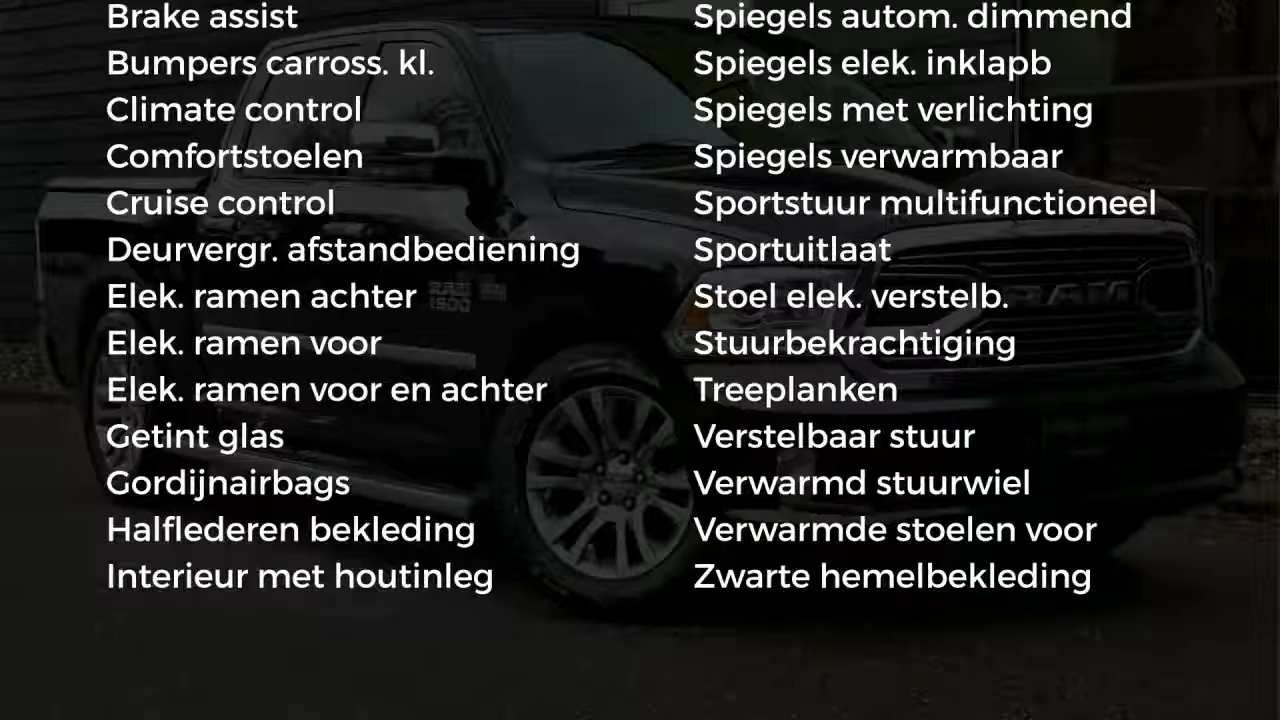 Brake assist
Bumpers carross. kl.
Climate control
Comfortstoelen
Cruise control
Deurvergr. afstandbediening
Elek. ramen achter
Elek. ramen voor
Elek. ramen voor en achter
Getint glas
Gordijnairbags
Halflederen bekleding
Interieur met houtinleg
Spiegels autom. dimmend
Spiegels elek. inklapb
Spiegels met verlichting
Spiegels verwarmbaar
Sportstuur multifunctioneel
Sportuitlaat
Stoel elek. verstelb.
Stuurbekrachtiging
Treeplanken
Verstelbaar stuur
Verwarmd stuurwiel
Verwarmde stoelen voor
Zwarte hemelbekleding
RAM
1500
RAM